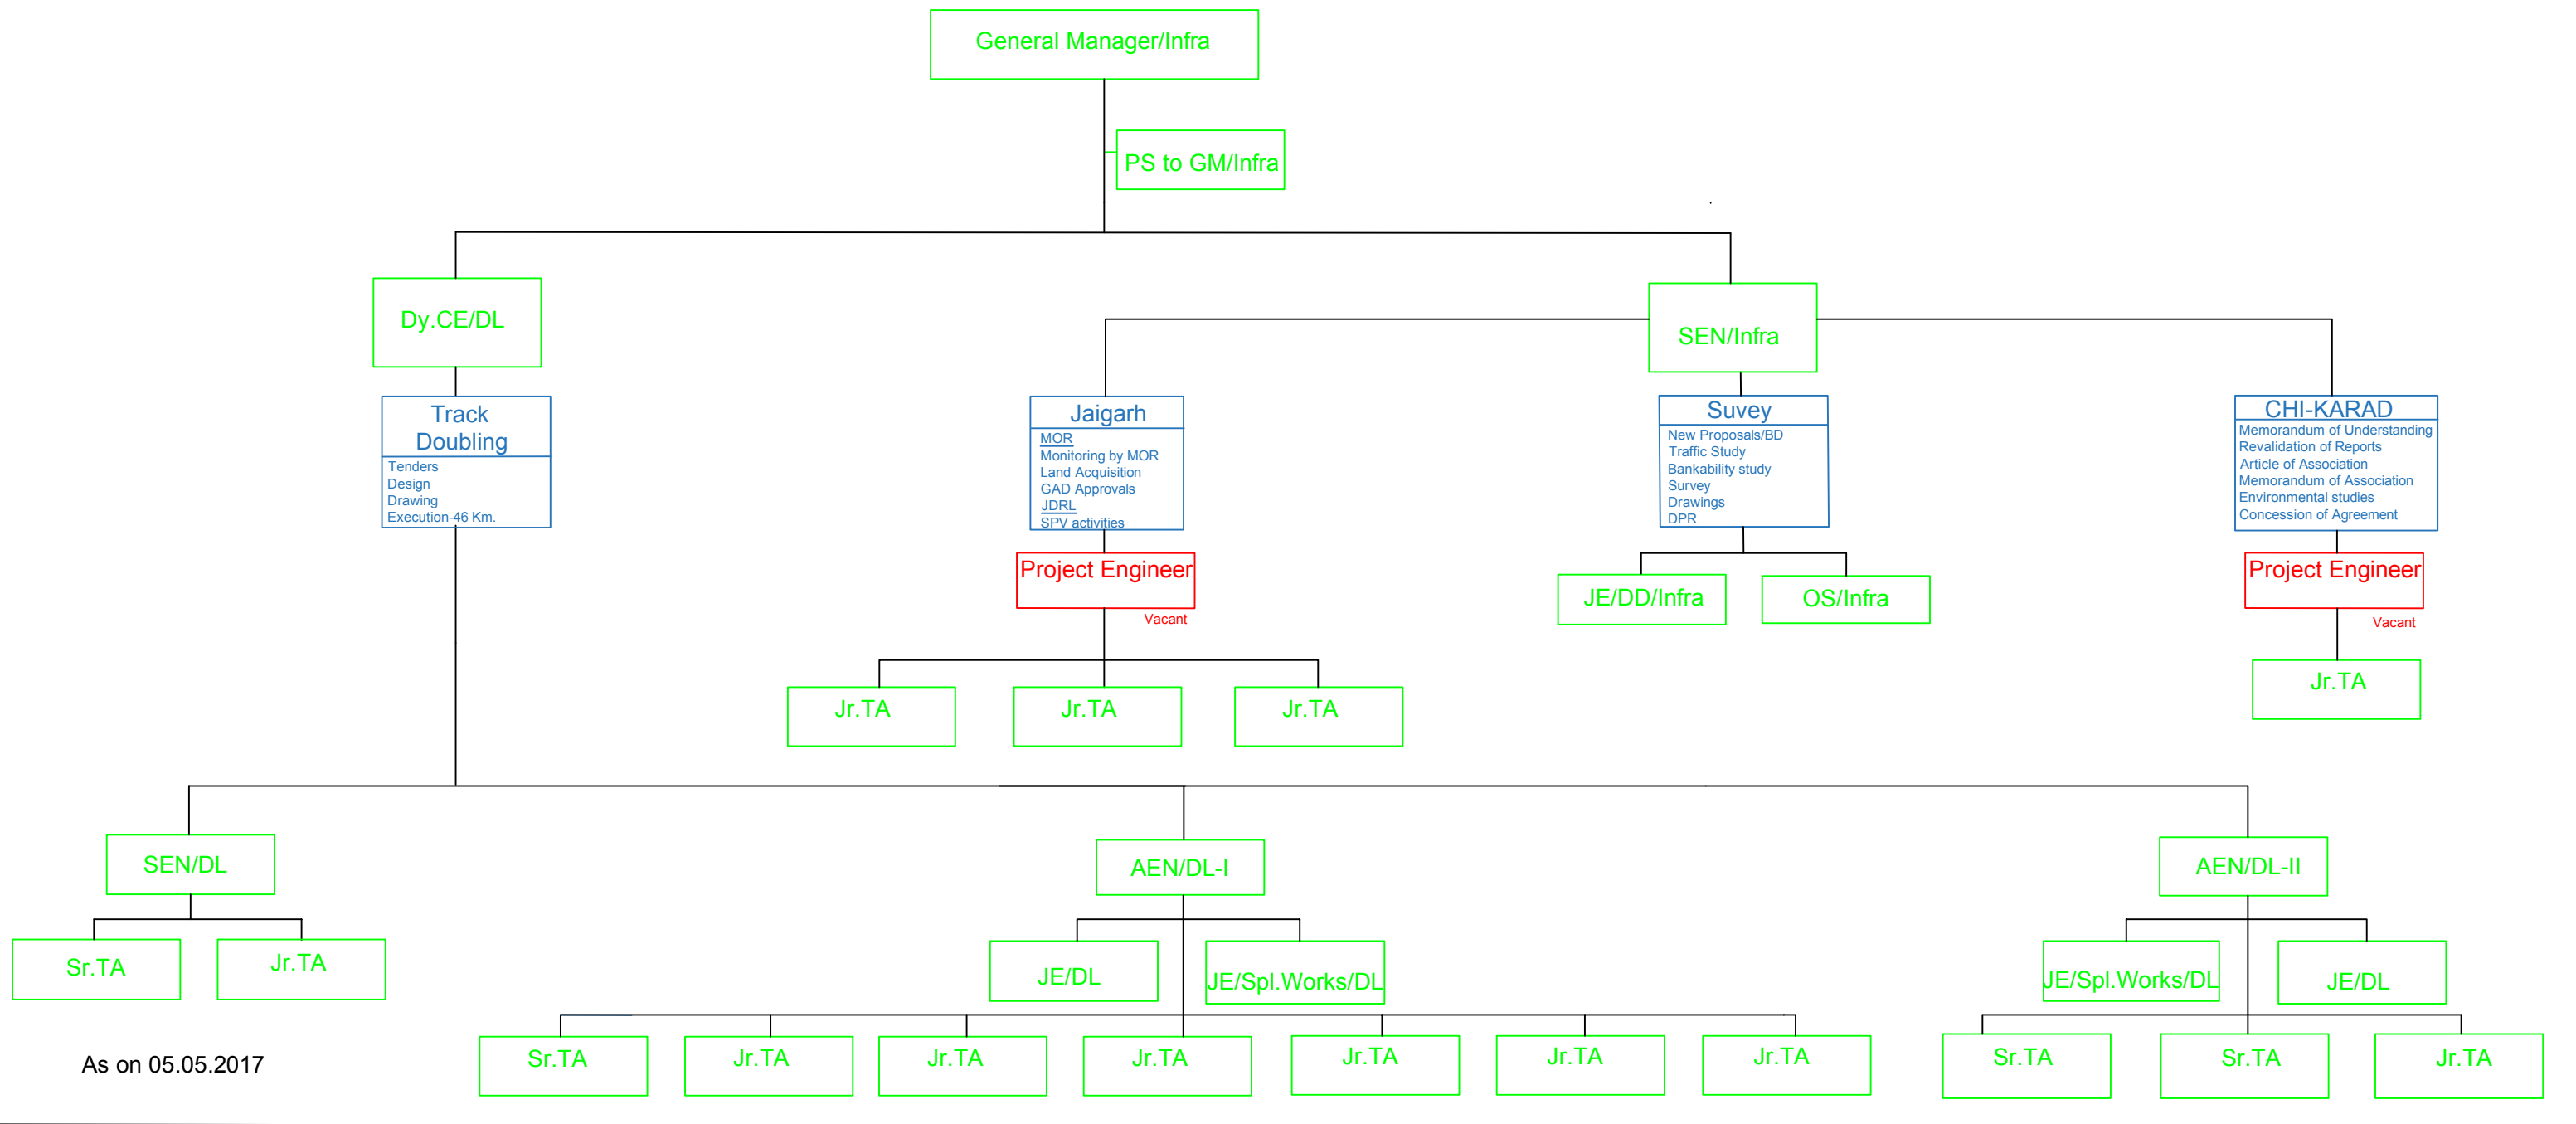 General Manager/Infra
PS to GM/Infra
Dy.CE/DL
SEN/Infra
Track
Doubling
Tenders
Design
Drawing
Execution-46 Km.
Jaigarh
MOR
Monitoring by MOR
Land Acquisition
GAD Approvals
JDRL
SPV activities
Suvey
New Proposals/BD
Traffic Study
Bankability study
Survey
Drawings
DPR
CHI-KARAD
Memorandum of Understanding
Revalidation of Reports
Article of Association
Memorandum of Association
Environmental studies
Concession of Agreement
Project Engineer
Vacant
JE/DD/Infra
OS/Infra
Project Engineer
Vacant
Jr.TA
Jr.TA
Jr.TA
Jr.TA
SEN/DL
AEN/DL-I
AEN/DL-II
Sr.TA
Jr.TA
JE/DL
JE/Spl.Works/DL
JE/Spl.Works/DL
JE/DL
Sr.TA
Jr.TA
Jr.TA
Jr.TA
Jr.TA
Jr.TA
Jr.TA
Sr.TA
Sr.TA
Jr.TA
As on 05.05.2017